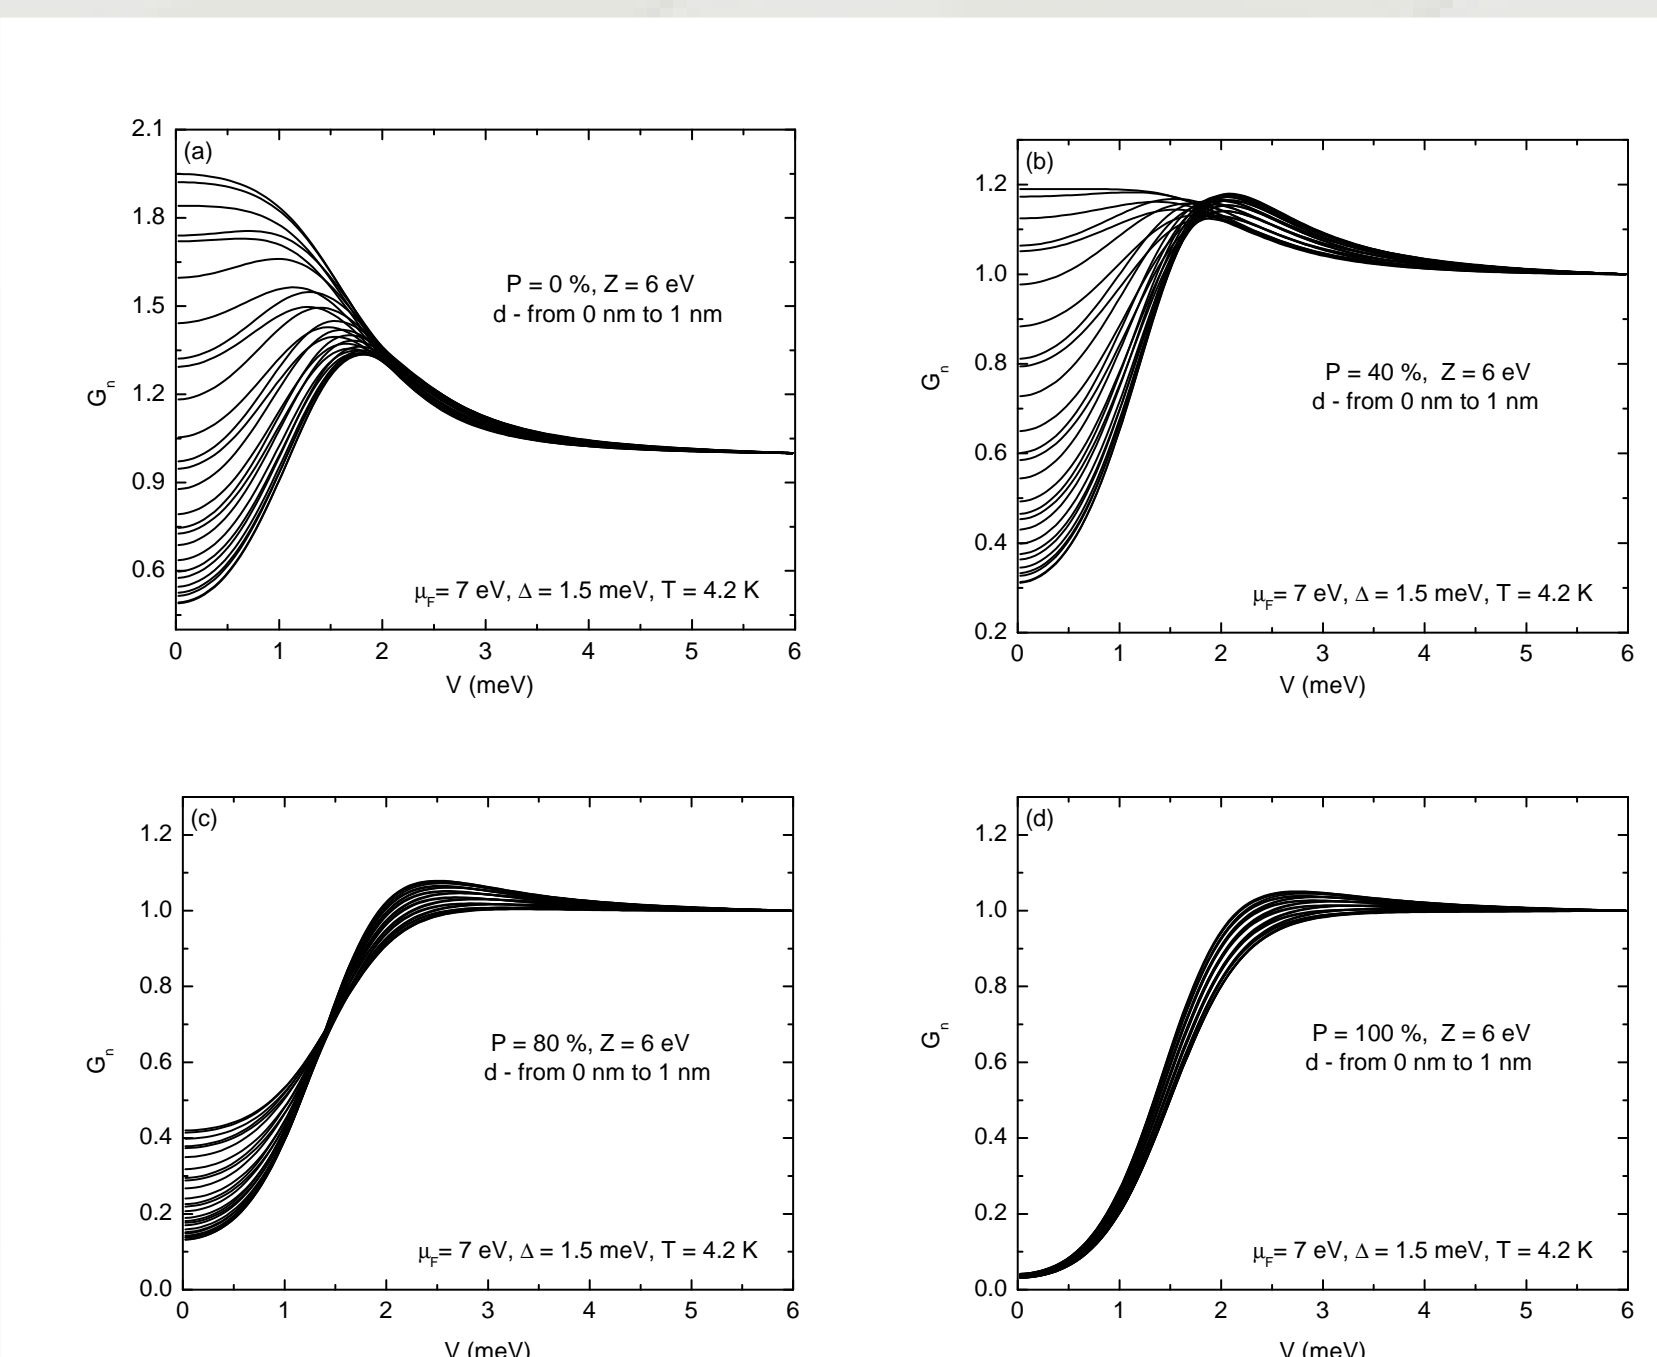 (a)
2.1
1.8
1.5
1.2
0.9
0.6
Gn
P = 0 %, Z = 6 eV
d - from 0 nm to 1 nm
μF= 7 eV, Δ = 1.5 meV, T = 4.2 K
0 1 2 3 4 5 6
V (meV)
(b)
1.2
1.0
0.8
0.6
0.4
0.2
Gn
P = 40 %, Z = 6 eV
d - from 0 nm to 1 nm
μF= 7 eV, Δ = 1.5 meV, T = 4.2 K
0 1 2 3 4 5 6
V (meV)
(c)
1.2
1.0
0.8
0.6
0.4
0.2
0.0
Gn
P = 80 %, Z = 6 eV
d - from 0 nm to 1 nm
μF= 7 eV, Δ = 1.5 meV, T = 4.2 K
0 1 2 3 4 5 6
V (meV)
(d)
1.2
1.0
0.8
0.6
0.4
0.2
0.0
Gn
P = 100 %, Z = 6 eV
d - from 0 nm to 1 nm
μF= 7 eV, Δ = 1.5 meV, T = 4.2 K
0 1 2 3 4 5 6
V (meV)